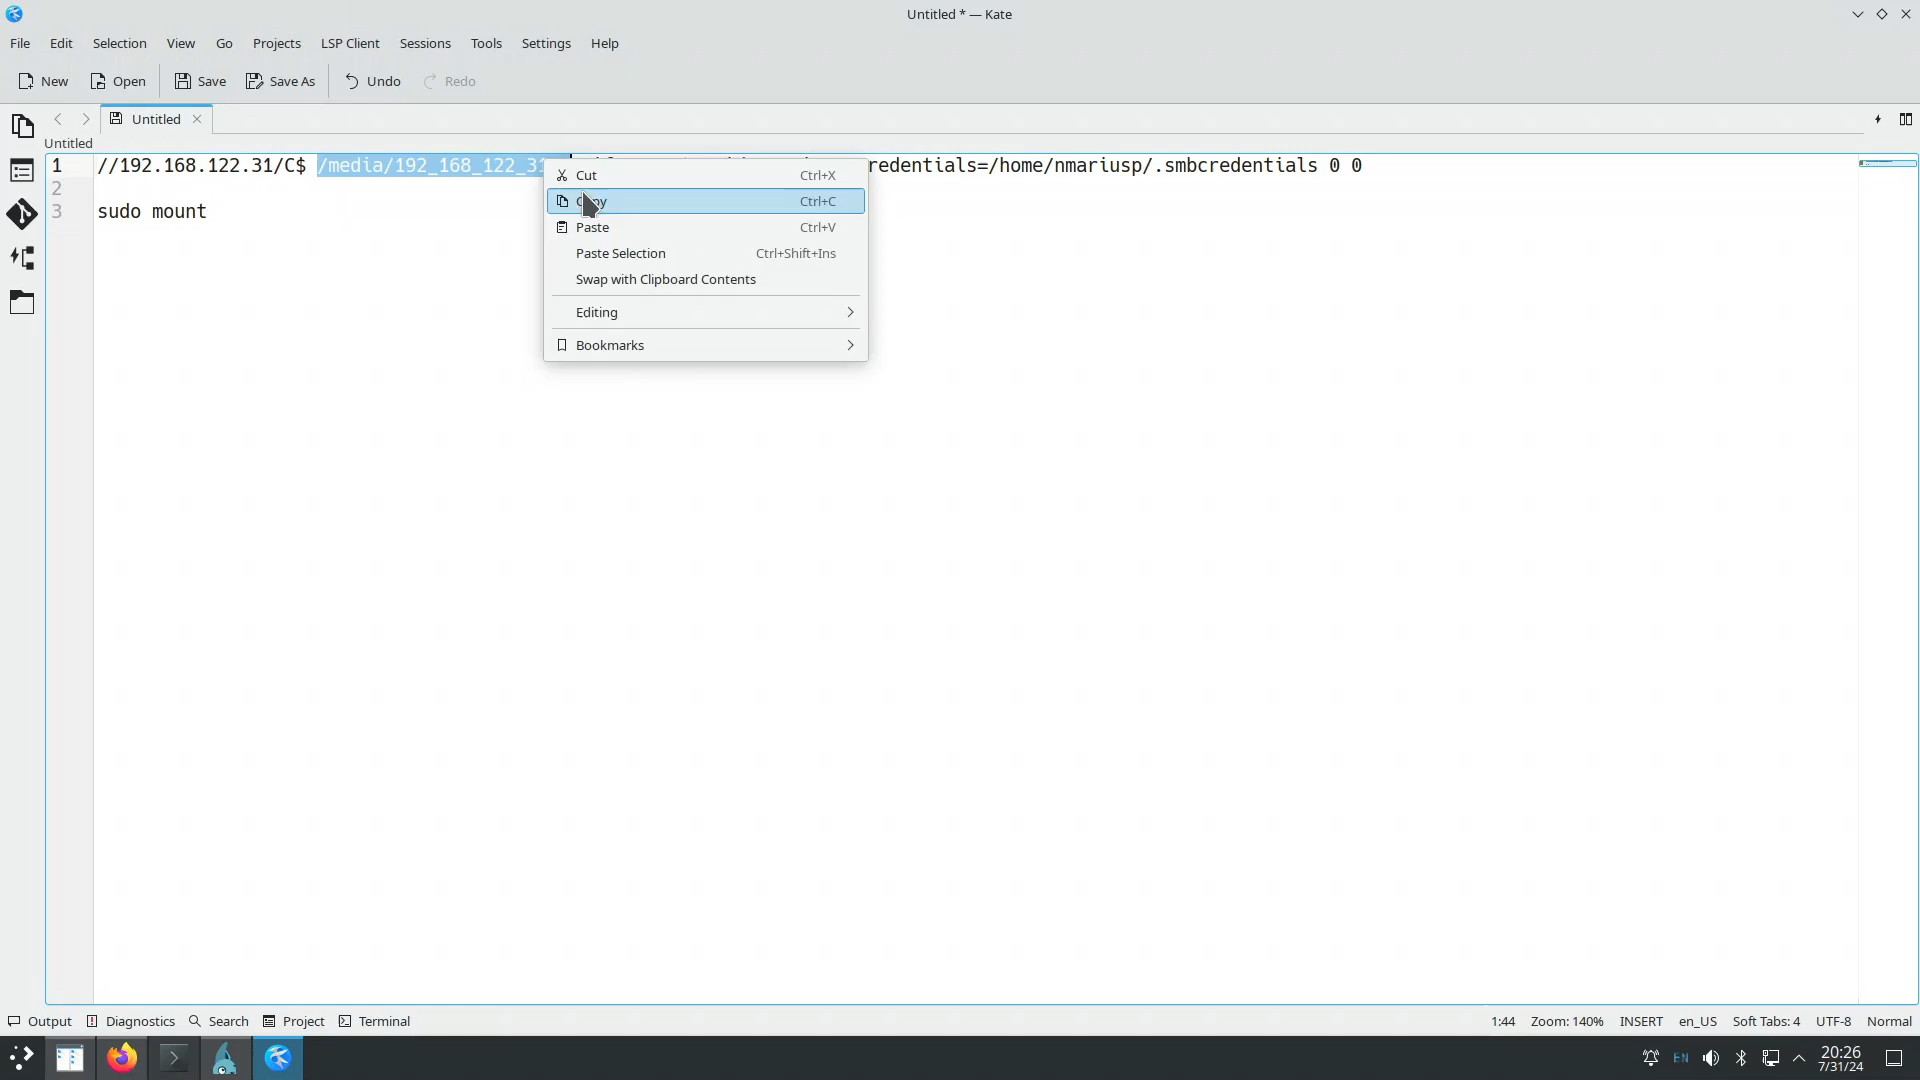 Untitled * — Kate
File Edit Selection View Go Projects LSP Client Sessions Tools Settings Help
New Open Save Save As Undo Redo
Untitled
Untitled
1 //192.168.122.31/C$ /media/192_168_122_31 redentials=/home/nmariusp/.smbcredentials 0 0
2
3 sudo mount
Cut Ctrl+X
Copy Ctrl+C
Paste Ctrl+V
Paste Selection Ctrl+Shift+Ins
Swap with Clipboard Contents
Editing
Bookmarks
Output Diagnostics Search Project Terminal 1:44 Zoom: 140% INSERT en_US Soft Tabs: 4 UTF-8 Normal
EN 20:26
7/31/24